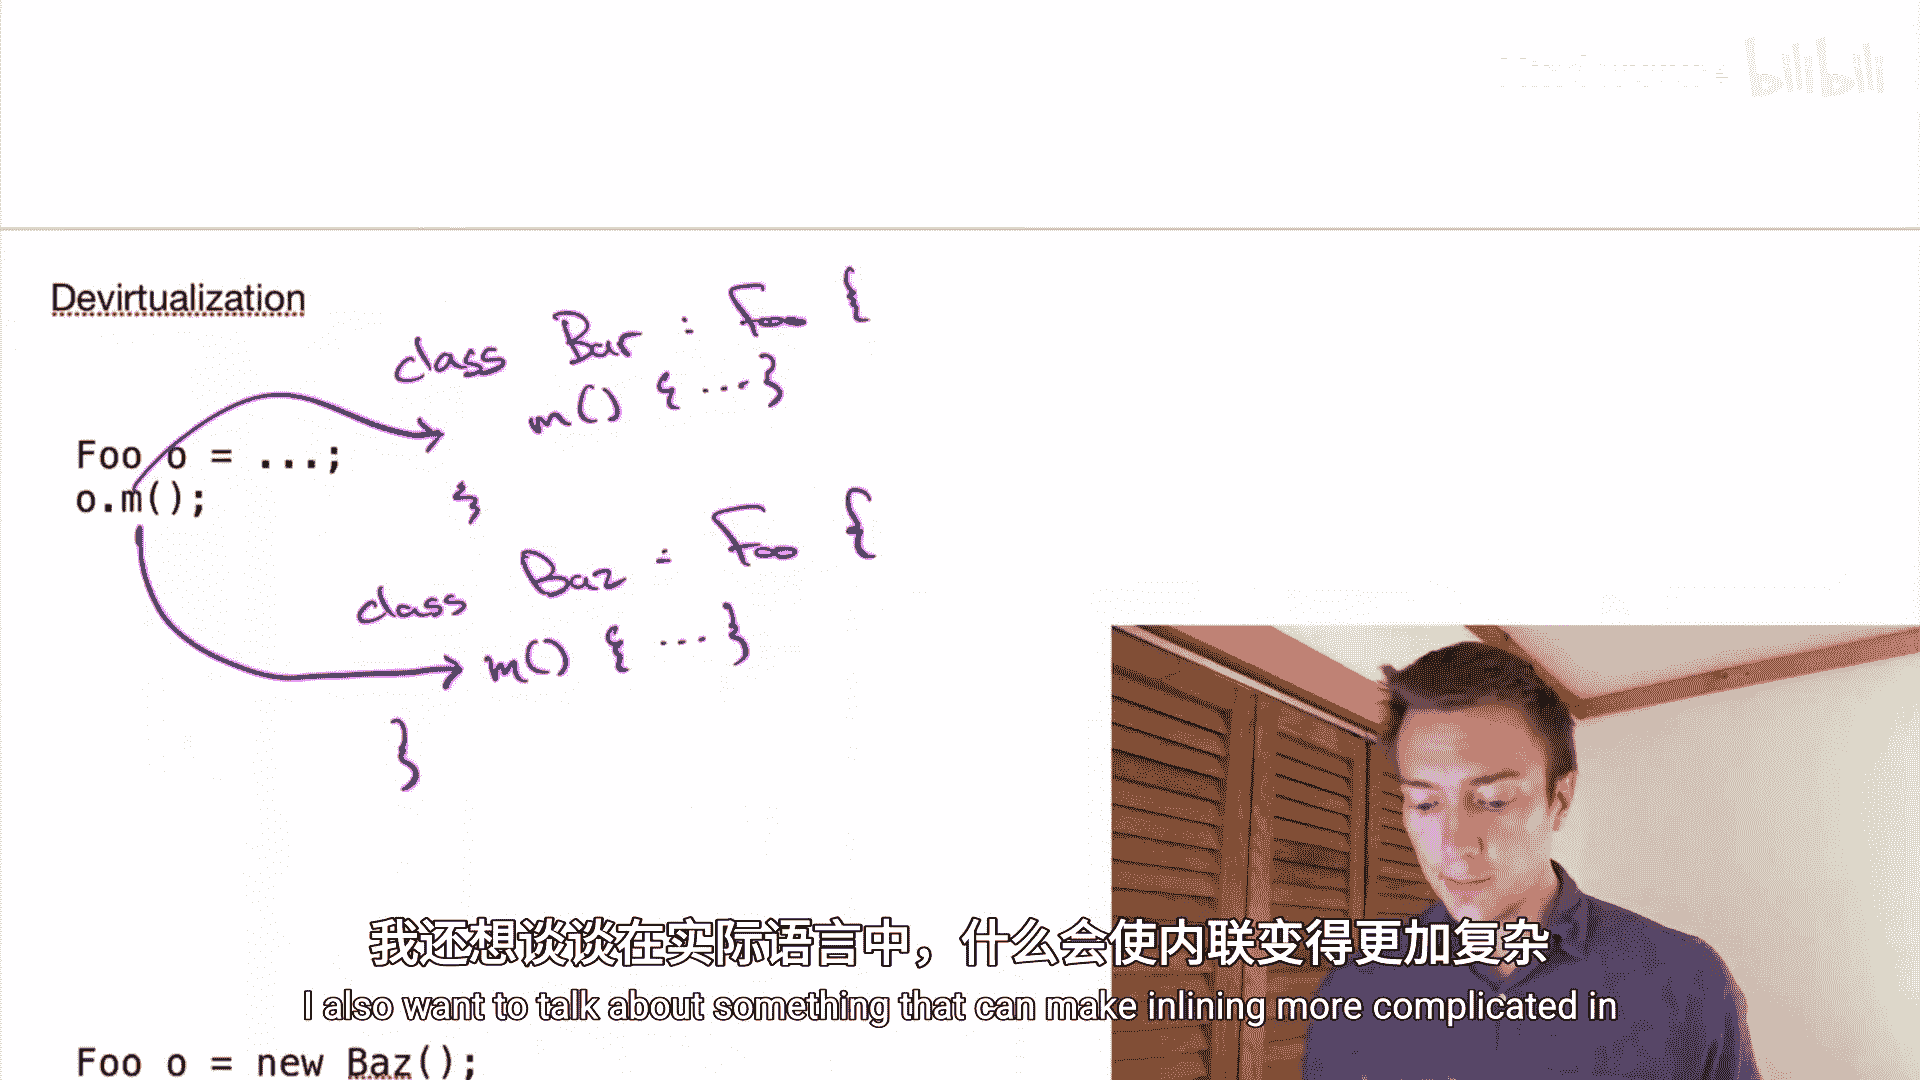 bilibili
Devirtualization
class Bar : Foo {
m() { ... }
}
Foo o = ...;
o.m();
class Baz : Foo {
m() { ... }
}
我还想谈谈在实际语言中，什么会使内联变得更加复杂
I also want to talk about something that can make inlining more complicated in
Foo o = new Baz();